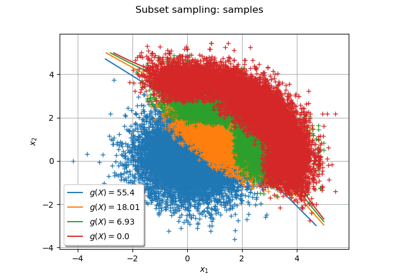 Subset sampling: samples
x₂
4
2
0
−2
−4
g(X) = 55.4
g(X) = 18.01
g(X) = 6.93
g(X) = 0.0
−4
−2
0
2
4
x₁